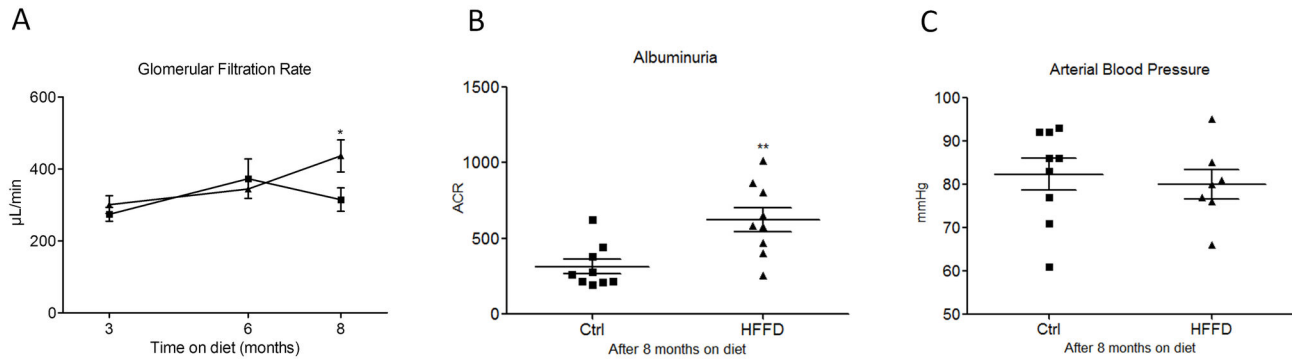 A
Glomerular Filtration Rate
600
400
200
0
µL/min
*
3
6
8
Time on diet (months)
B
Albuminuria
1500
1000
500
0
ACR
**
Ctrl
HFFD
After 8 months on diet
C
Arterial Blood Pressure
100
90
80
70
60
50
mmHg
Ctrl
HFFD
After 8 months on diet